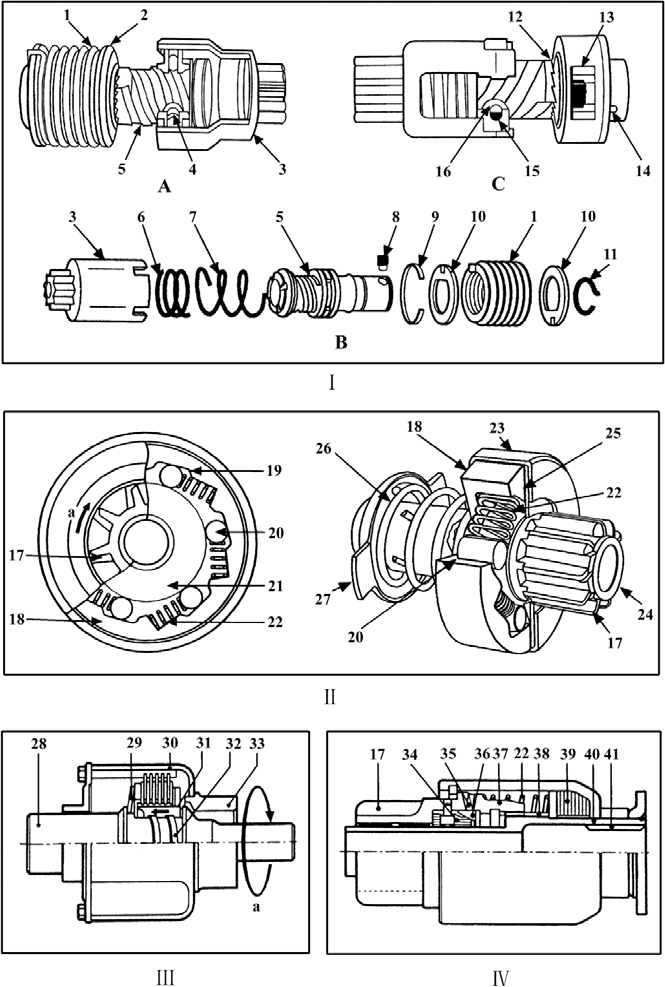 1 2 12 13
5 4 3 16 15 14
A C
3 6 7 5 8 9 10 1 10 11
B
I
19 18 23 25
a 26 22
20
17 21
18 22 27 20 24
17
II
28 29 30 31 32 33 17 34 35 36 37 22 38 39 40 41
a
III IV